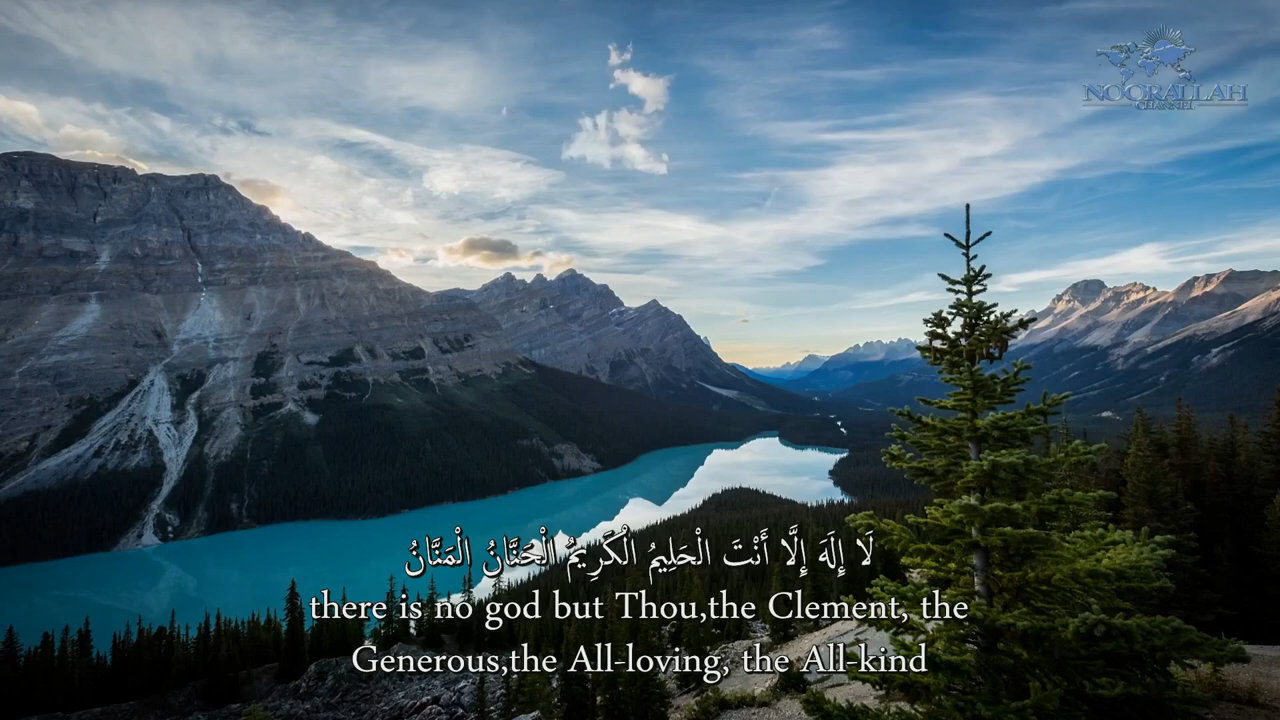 NOORALLAH
CHANNEL
لَا إِلَهَ إِلَّا أَنْتَ الْحَلِيمُ الْكَرِيمُ الْحَنَّانُ الْمَنَّانُ
there is no god but Thou,the Clement, the
Generous,the All-loving, the All-kind